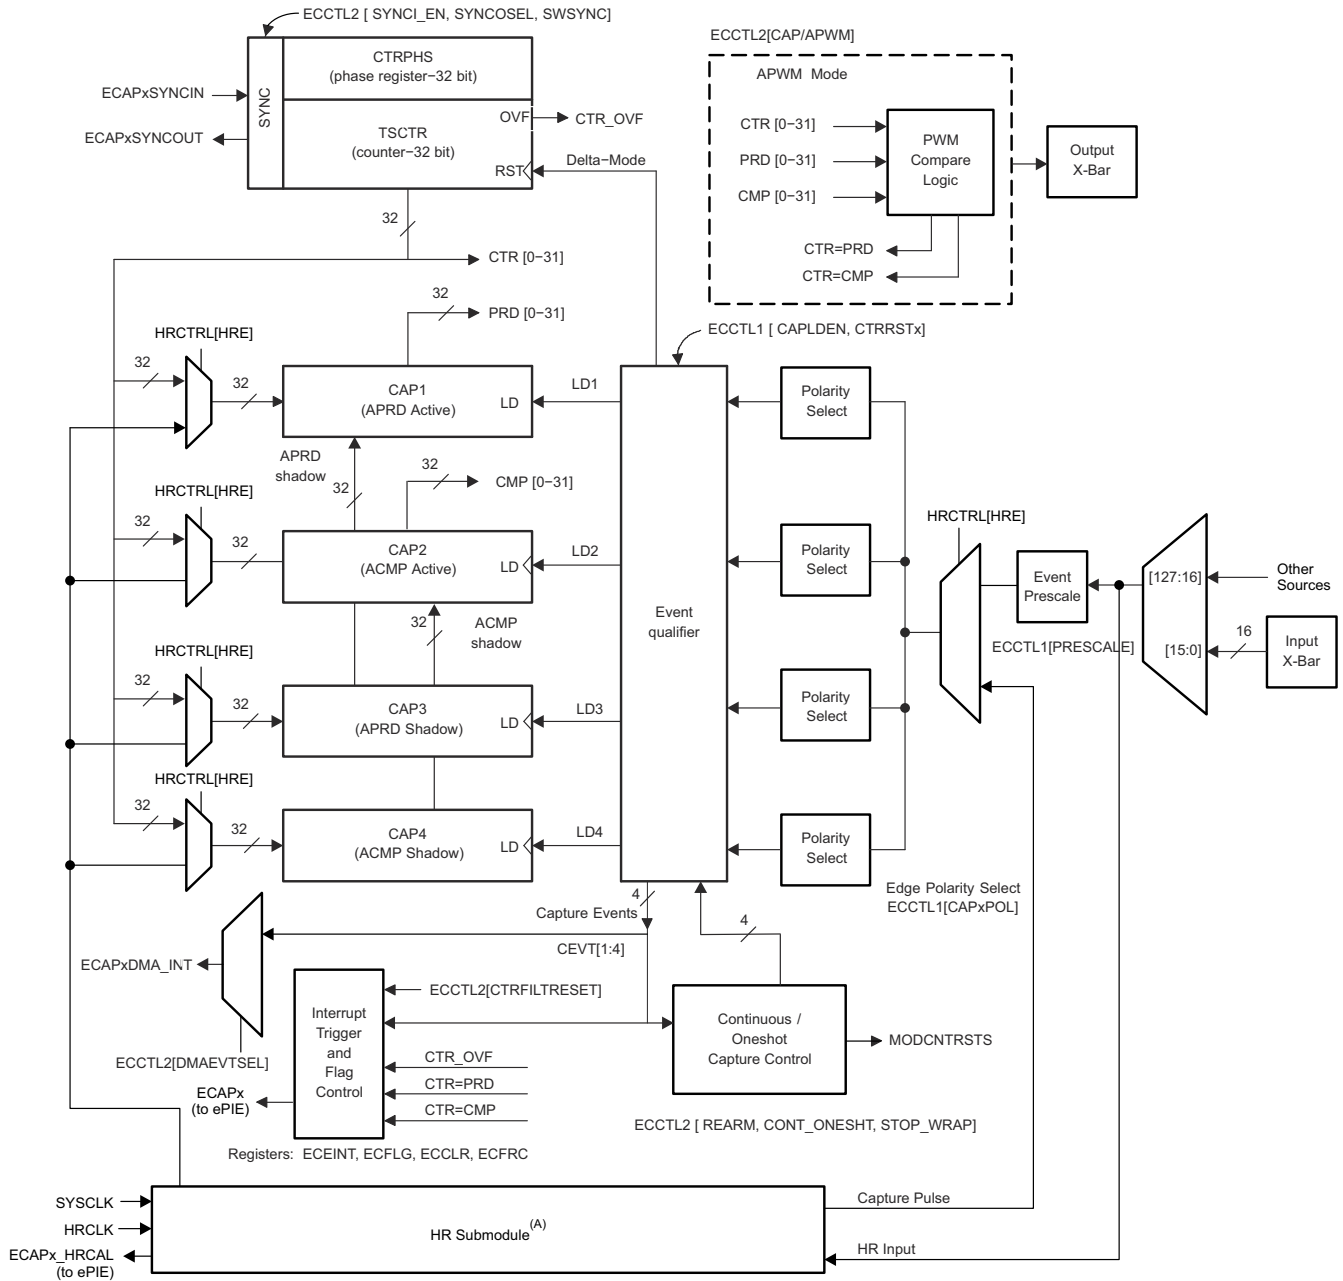 ECCTL2 [ SYNCI_EN, SYNCOSEL, SWSYNC]
SYNC
CTRPHS
(phase register−32 bit)
ECAPxSYNCIN
ECAPxSYNCOUT
TSCTR
(counter−32 bit)
OVF
RST
CTR_OVF
Delta−Mode
ECCTL2[CAP/APWM]
APWM Mode
CTR [0−31]
PRD [0−31]
CMP [0−31]
PWM
Compare
Logic
Output
X-Bar
CTR=PRD
CTR=CMP
32
CTR [0−31]
32
PRD [0−31]
ECCTL1 [ CAPLDEN, CTRRSTx]
HRCTRL[HRE]
32
32
CAP1
(APRD Active)
LD
LD1
Polarity
Select
APRD
shadow
32
32
CMP [0−31]
HRCTRL[HRE]
32
32
CAP2
(ACMP Active)
LD
LD2
Polarity
Select
HRCTRL[HRE]
Event
Prescale
ECCTL1[PRESCALE]
[127:16]
[15:0]
Other
Sources
16
Input
X-Bar
32
ACMP
shadow
Event
qualifier
HRCTRL[HRE]
32
32
CAP3
(APRD Shadow)
LD
LD3
Polarity
Select
HRCTRL[HRE]
32
32
CAP4
(ACMP Shadow)
LD
LD4
Polarity
Select
Edge Polarity Select
ECCTL1[CAPxPOL]
4
Capture Events
CEVT[1:4]
4
ECAPxDMA_INT
ECCTL2[DMAEVTSEL]
Interrupt
Trigger
and
Flag
Control
ECCTL2[CTRFILTRESET]
CTR_OVF
CTR=PRD
CTR=CMP
ECAPx
(to ePIE)
Continuous /
Oneshot
Capture Control
MODCNTRSTS
ECCTL2 [ REARM, CONT_ONESHT, STOP_WRAP]
Registers: ECEINT, ECFLG, ECCLR, ECFRC
SYSCLK
HRCLK
ECAPx_HRCAL
(to ePIE)
HR Submodule(A)
Capture Pulse
HR Input